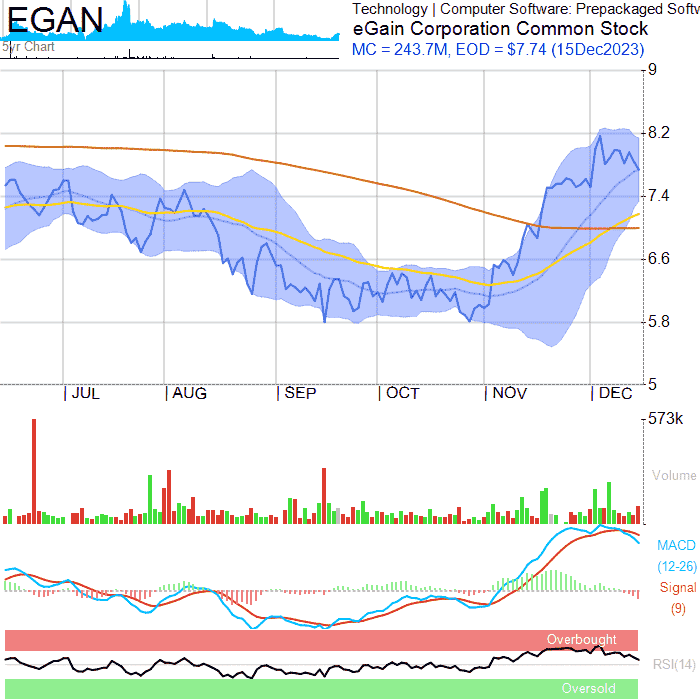 EGAN
5yr Chart
Technology | Computer Software: Prepackaged Softw
eGain Corporation Common Stock
MC = 243.7M, EOD = $7.74 (15Dec2023)
9
8.2
7.4
6.6
5.8
5
JUL AUG SEP OCT NOV DEC
573k
Volume
MACD
(12-26)
Signal
(9)
Overbought
RSI(14)
Oversold